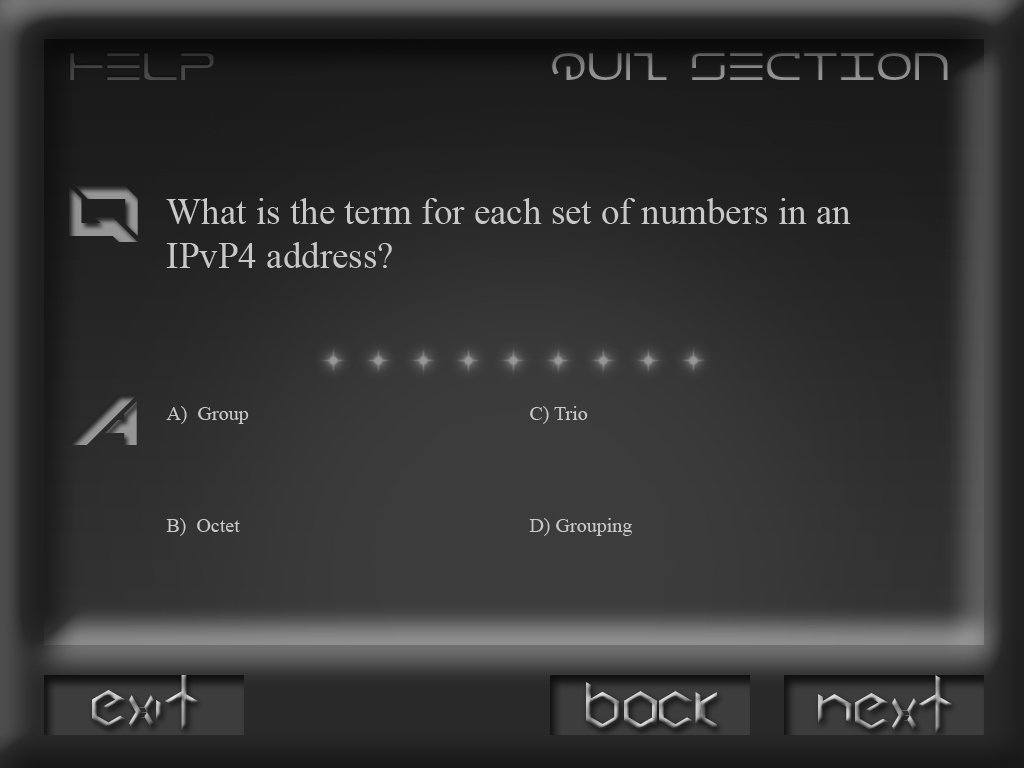 HELP
QUIZ SECTION
Q
What is the term for each set of numbers in an
IPvP4 address?
A
A) Group
C) Trio
B) Octet
D) Grouping
exit
back
next